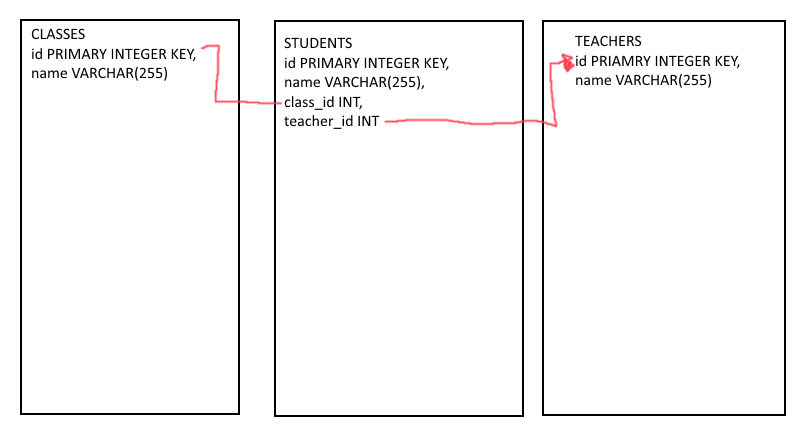 CLASSES
id PRIMARY INTEGER KEY,
name VARCHAR(255)
STUDENTS
id PRIMARY INTEGER KEY,
name VARCHAR(255),
class_id INT,
teacher_id INT
TEACHERS
id PRIAMRY INTEGER KEY,
name VARCHAR(255)